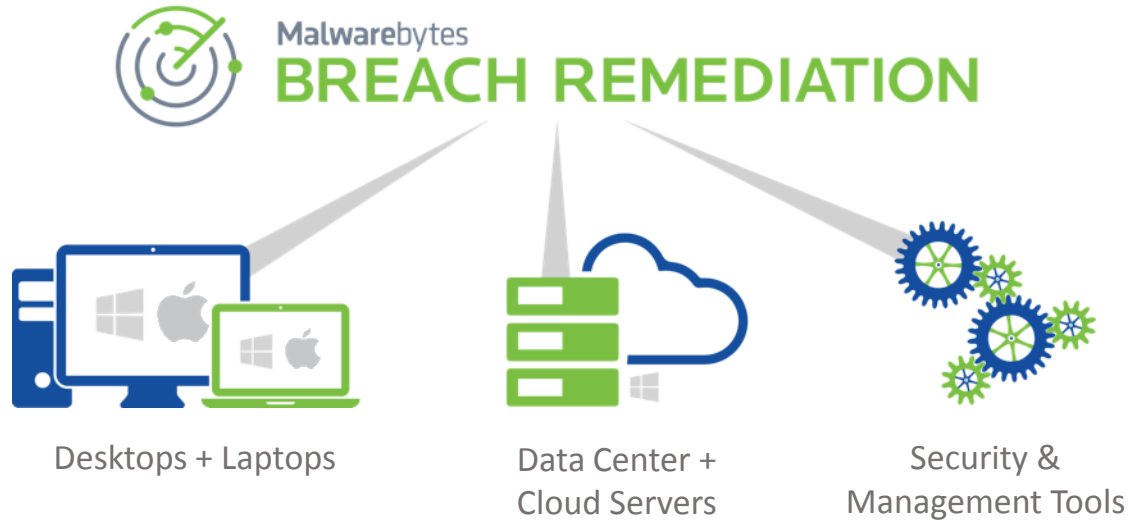 Malwarebytes
BREACH REMEDIATION
Desktops + Laptops
Data Center +
Cloud Servers
Security &
Management Tools